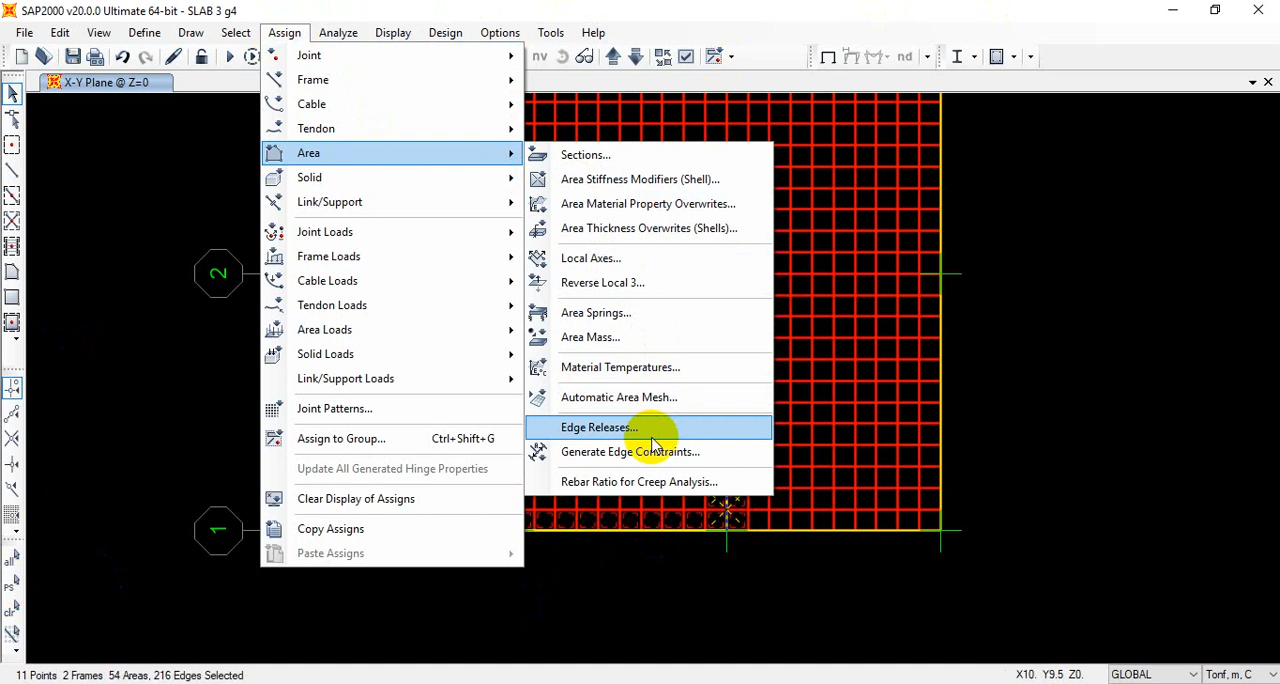 SAP2000 v20.0.0 Ultimate 64-bit - SLAB 3 g4
File Edit View Define Draw Select Assign Analyze Display Design Options Tools Help
nv nd
X-Y Plane @ Z=0
Joint
Frame
Cable
Tendon
Area
Solid
Link/Support
Joint Loads
Frame Loads
Cable Loads
Tendon Loads
Area Loads
Solid Loads
Link/Support Loads
Joint Patterns...
Assign to Group... Ctrl+Shift+G
Update All Generated Hinge Properties
Clear Display of Assigns
Copy Assigns
Paste Assigns
Sections...
Area Stiffness Modifiers (Shell)...
Area Material Property Overwrites...
Area Thickness Overwrites (Shells)...
Local Axes...
Reverse Local 3...
Area Springs...
Area Mass...
Material Temperatures...
Automatic Area Mesh...
Edge Releases...
Generate Edge Constraints...
Rebar Ratio for Creep Analysis...
2
1
all
PS
clr
11 Points 2 Frames 54 Areas, 216 Edges Selected
X10. Y9.5 Z0.
GLOBAL
Tonf, m, C